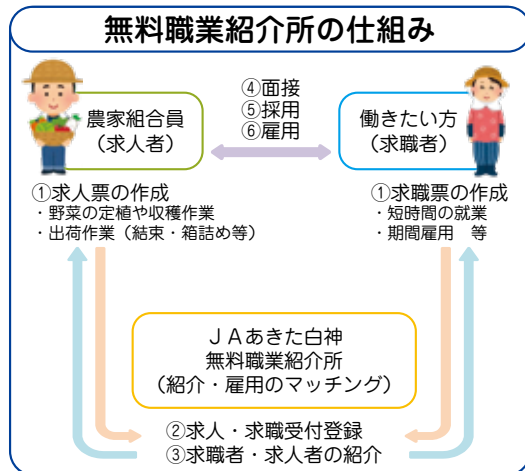 無料職業紹介所の仕組み
④面接
⑤採用
⑥雇用
農家組合員
（求人者）
働きたい方
（求職者）
①求人票の作成
・野菜の定植や収穫作業
・出荷作業（結束・箱詰め等）
①求職票の作成
・短時間の就業
・期間雇用　等
ＪＡあきた白神
無料職業紹介所
（紹介・雇用のマッチング）
②求人・求職受付登録
③求職者・求人者の紹介